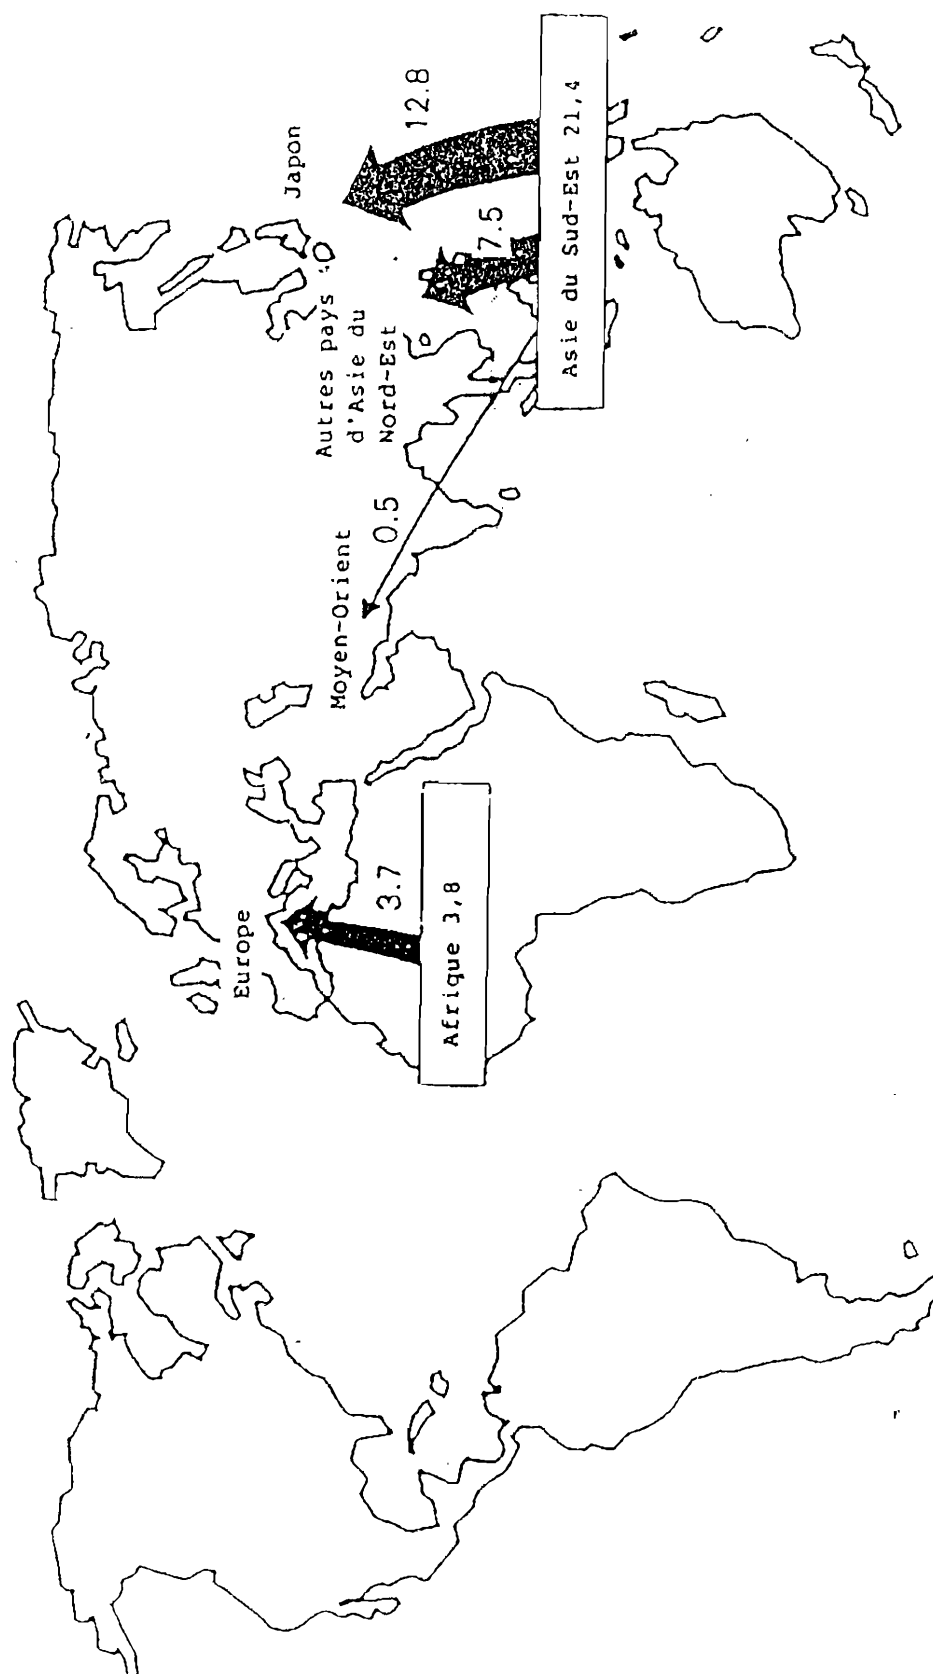 Europe
3.7
Afrique 3,8
Moyen-Orient
0.5
Autres pays
d'Asie du
Nord-Est
7.5
Japon
12.8
Asie du Sud-Est 21,4